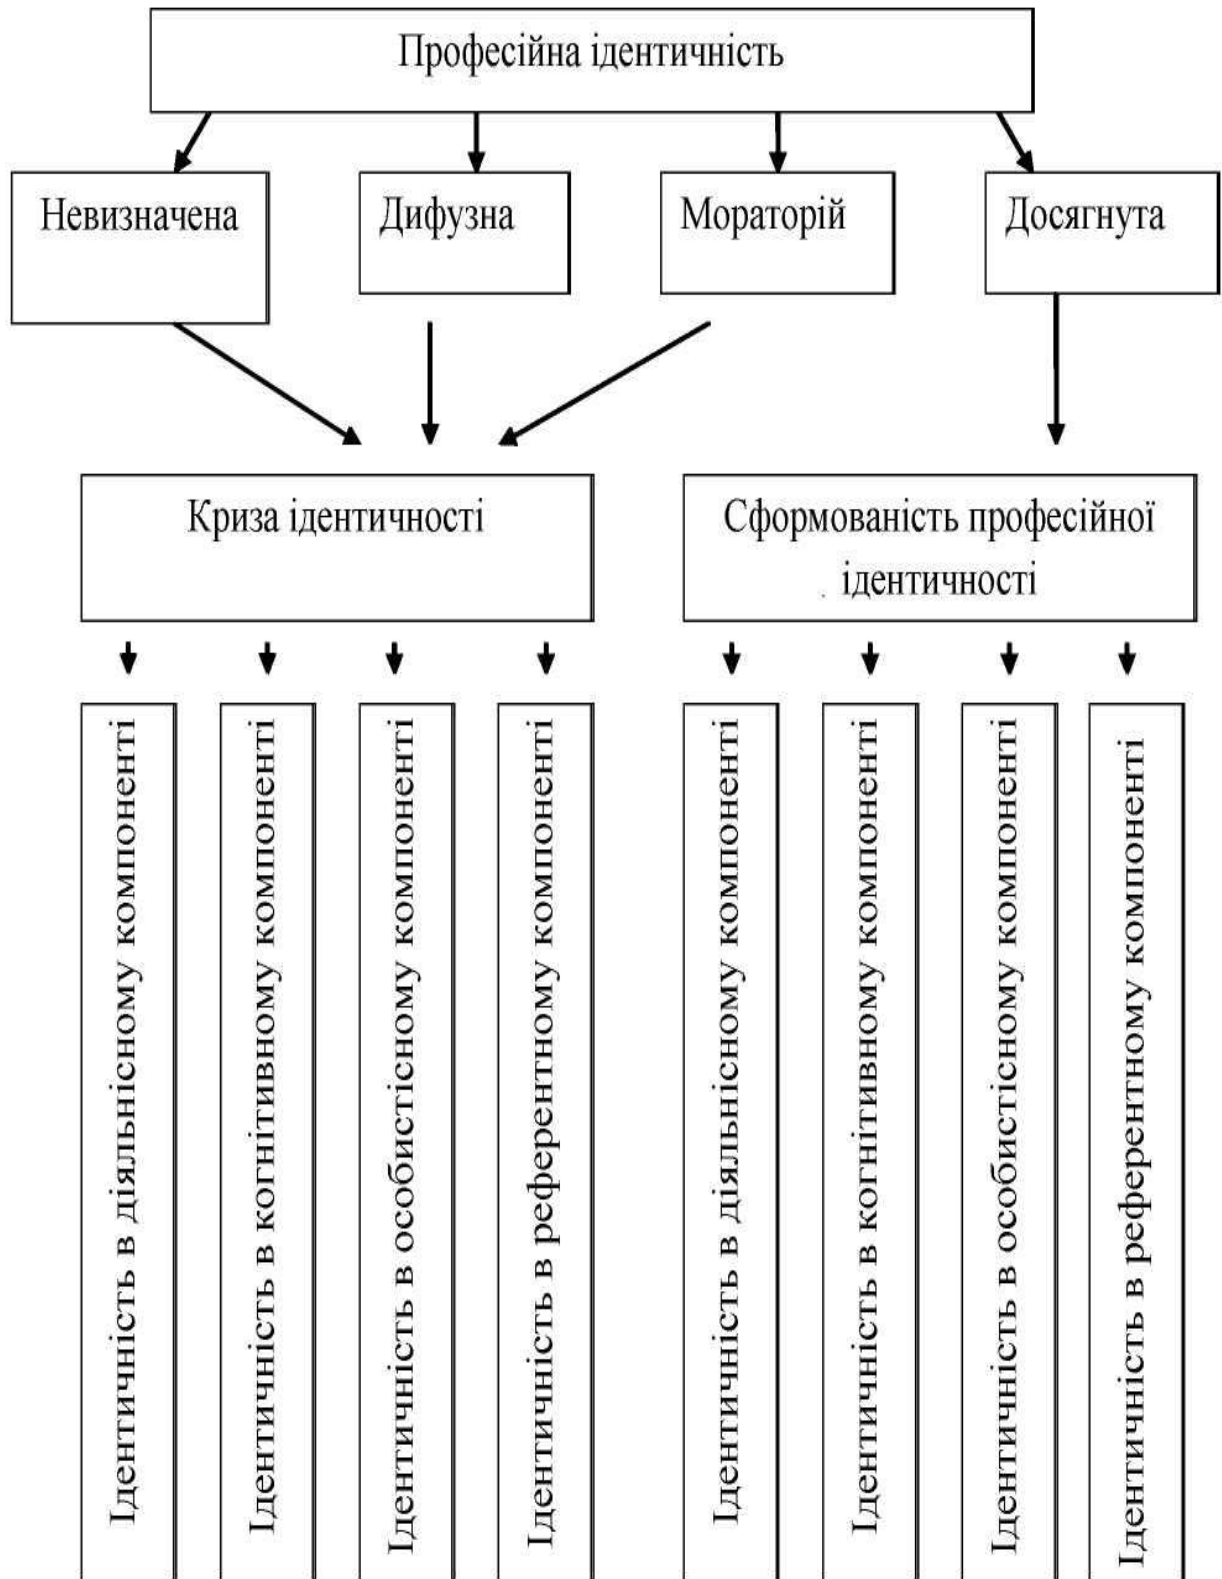 Професійна ідентичність
Невизначена
Дифузна
Мораторій
Досягнута
Криза ідентичності
Сформованість професійної
ідентичності
Ідентичність в діяльнісному компоненті
Ідентичність в когнітивному компоненті
Ідентичність в особистісному компоненті
Ідентичність в референтному компоненті
Ідентичність в діяльнісному компоненті
Ідентичність в когнітивному компоненті
Ідентичність в особистісному компоненті
Ідентичність в референтному компоненті